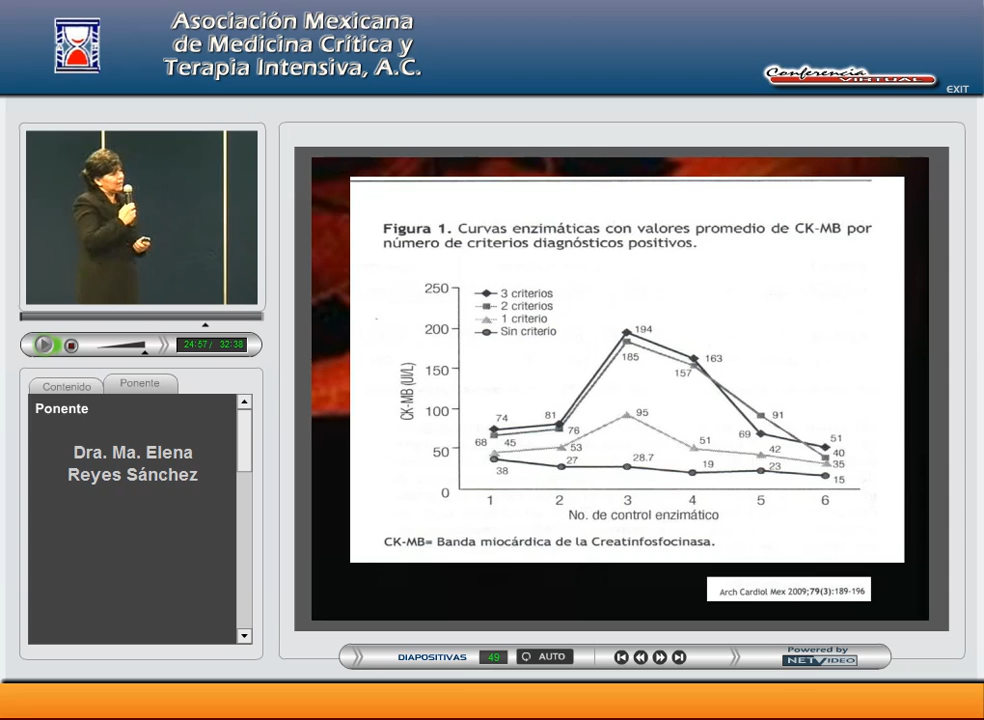 Asociación Mexicana
de Medicina Crítica y
Terapia Intensiva, A.C.
Conferencia
VIRTUAL
EXIT
24:57 / 32:38
Contenido
Ponente
Ponente
Dra. Ma. Elena
Reyes Sánchez
Figura 1. Curvas enzimáticas con valores promedio de CK-MB por
número de criterios diagnósticos positivos.
250
200
150
100
50
0
CK-MB (UI/L)
3 criterios
2 criterios
1 criterio
Sin criterio
74
81
194
163
69
51
68
76
185
157
91
40
45
53
95
51
42
35
38
27
28.7
19
23
15
1 2 3 4 5 6
No. de control enzimático
CK-MB= Banda miocárdica de la Creatinfosfocinasa.
Arch Cardiol Mex 2009;79(3):189-196
DIAPOSITIVAS 49 AUTO
Powered by
NETVIDEO